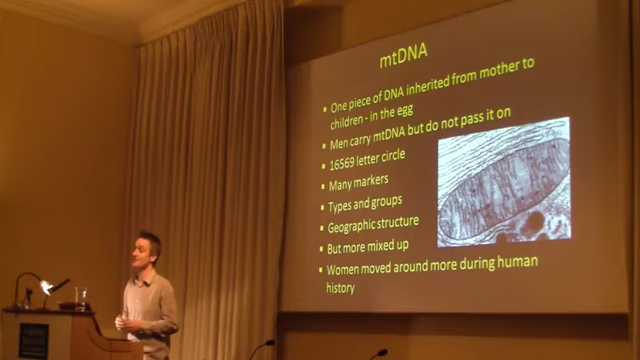 mtDNA
▪ One piece of DNA inherited from mother to
children - in the egg
▪ Men carry mtDNA but do not pass it on
▪ 16569 letter circle
▪ Many markers
▪ Types and groups
▪ Geographic structure
▪ But more mixed up
▪ Women moved around more during human
history